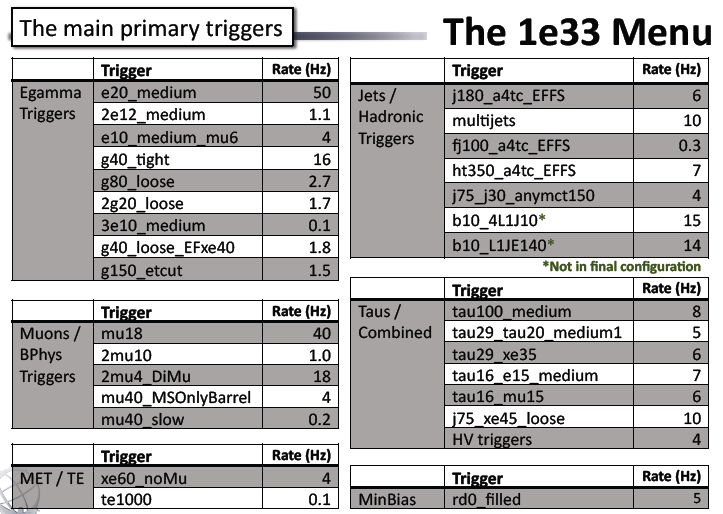 The main primary triggers
The 1e33 Menu
Trigger Rate (Hz)
Egamma Triggers
e20_medium 50
2e12_medium 1.1
e10_medium_mu6 4
g40_tight 16
g80_loose 2.7
2g20_loose 1.7
3e10_medium 0.1
g40_loose_EFxe40 1.8
g150_etcut 1.5
Trigger Rate (Hz)
Muons / BPhys Triggers
mu18 40
2mu10 1.0
2mu4_DiMu 18
mu40_MSOnlyBarrel 4
mu40_slow 0.2
Trigger Rate (Hz)
MET / TE
xe60_noMu 4
te1000 0.1
Trigger Rate (Hz)
Jets / Hadronic Triggers
j180_a4tc_EFFS 6
multijets 10
fj100_a4tc_EFFS 0.3
ht350_a4tc_EFFS 7
j75_j30_anymct150 4
b10_4L1J10* 15
b10_L1JE140* 14
*Not in final configuration
Trigger Rate (Hz)
Taus / Combined
tau100_medium 8
tau29_tau20_medium1 5
tau29_xe35 6
tau16_e15_medium 7
tau16_mu15 6
j75_xe45_loose 10
HV triggers 4
Trigger Rate (Hz)
MinBias
rd0_filled 5